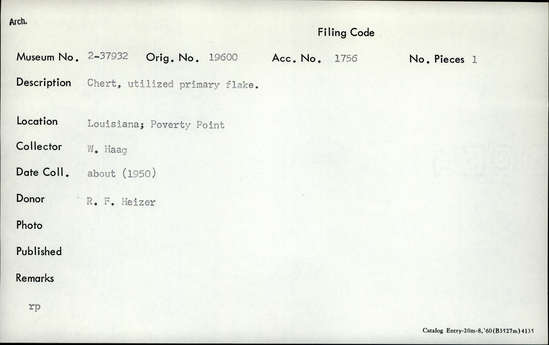 Arch.
Filing Code
Museum No. 2-37932 Orig. No. 19600 Acc. No. 1756 No. Pieces 1
Description Chert, utilized primary flake.
Location Louisiana; Poverty Point
Collector W. Haag
Date Coll. about (1950)
Donor R. F. Heizer
Photo
Published
Remarks
rp
Catalog Entry-20m-8,'60(B3927m)4135